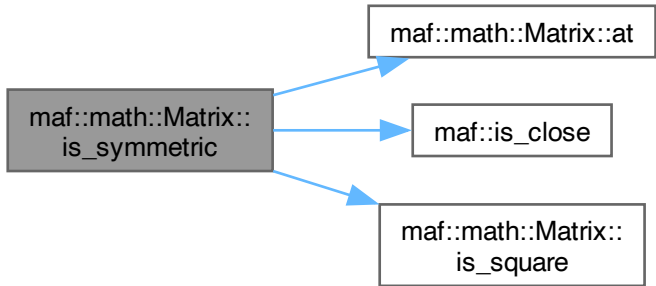 maf::math::Matrix::
is_symmetric
maf::math::Matrix::at
maf::is_close
maf::math::Matrix::
is_square